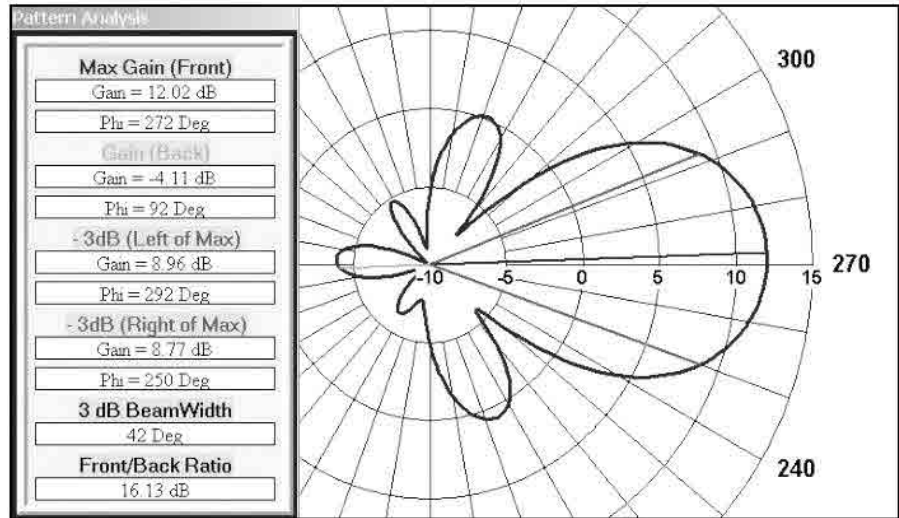 Pattern Analysis
Max Gain (Front)
Gain = 12.02 dB
Phi = 272 Deg
Gain (Back)
Gain = -4.11 dB
Phi = 92 Deg
- 3dB (Left of Max)
Gain = 8.96 dB
Phi = 292 Deg
- 3dB (Right of Max)
Gain = 8.77 dB
Phi = 250 Deg
3 dB BeamWidth
42 Deg
Front/Back Ratio
16.13 dB
300
270
-10 -5 0 5 10 15
240